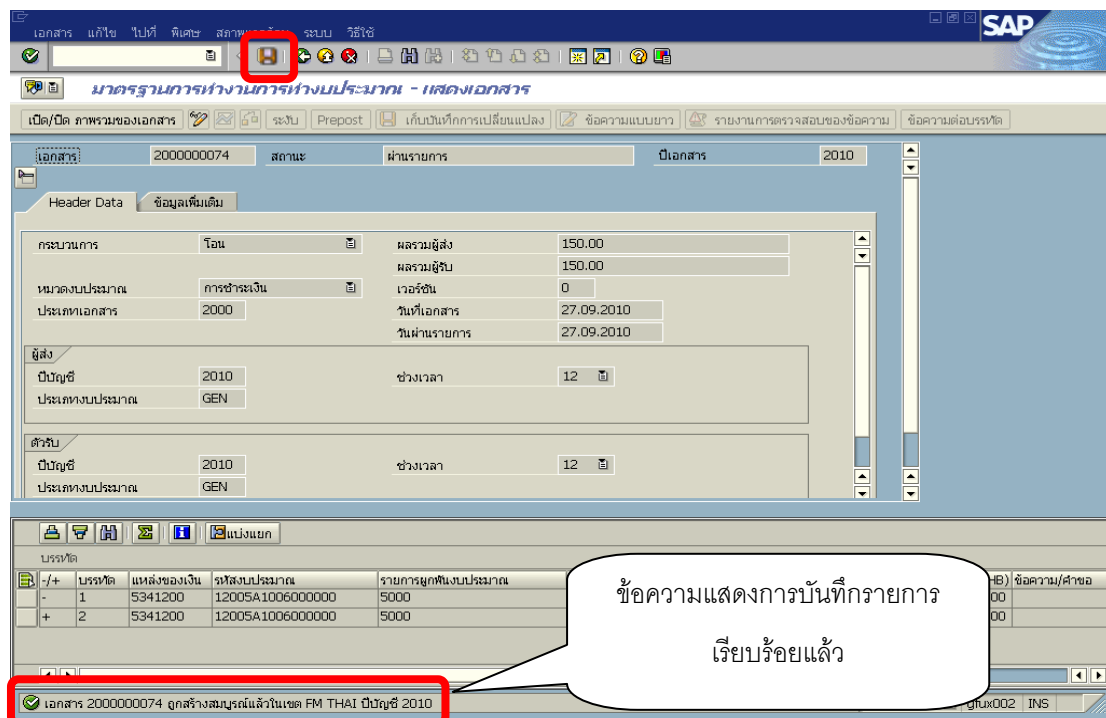 เอกสาร แก้ไข ไปที่ พิเศษ ระบบ วิธีใช้
SAP
มาตรฐานการทำงานการทำงบประมาณ - แสดงเอกสาร
เปิด/ปิด ภาพรวมของเอกสาร ระงับ Prepost เก็บบันทึกการเปลี่ยนแปลง ข้อความแบบยาว รายงานการตรวจสอบของข้อความ ข้อความต่อบรรทัด
เอกสาร 2000000074 สถานะ ผ่านรายการ ปีเอกสาร 2010
Header Data ข้อมูลเพิ่มเติม
กระบวนการ โอน ผลรวมผู้ส่ง 150.00
ผลรวมผู้รับ 150.00
หมวดงบประมาณ การชำระเงิน เวอร์ชัน 0
ประเภทเอกสาร 2000 วันที่เอกสาร 27.09.2010
วันผ่านรายการ 27.09.2010
ผู้ส่ง
ปีบัญชี 2010 ช่วงเวลา 12
ประเภทงบประมาณ GEN
ตัวรับ
ปีบัญชี 2010 ช่วงเวลา 12
ประเภทงบประมาณ GEN
แบ่งแยก
บรรทัด
-/+ บรรทัด แหล่งของเงิน รหัสงบประมาณ รายการผูกพันงบประมาณ HB) ข้อความ/คำขอ
- 1 5341200 12005A1006000000 5000 00
+ 2 5341200 12005A1006000000 5000 00
ข้อความแสดงการบันทึกรายการ
เรียบร้อยแล้ว
เอกสาร 2000000074 ถูกสร้างสมบูรณ์แล้วในเขต FM THAI ปีบัญชี 2010 gfux002 INS